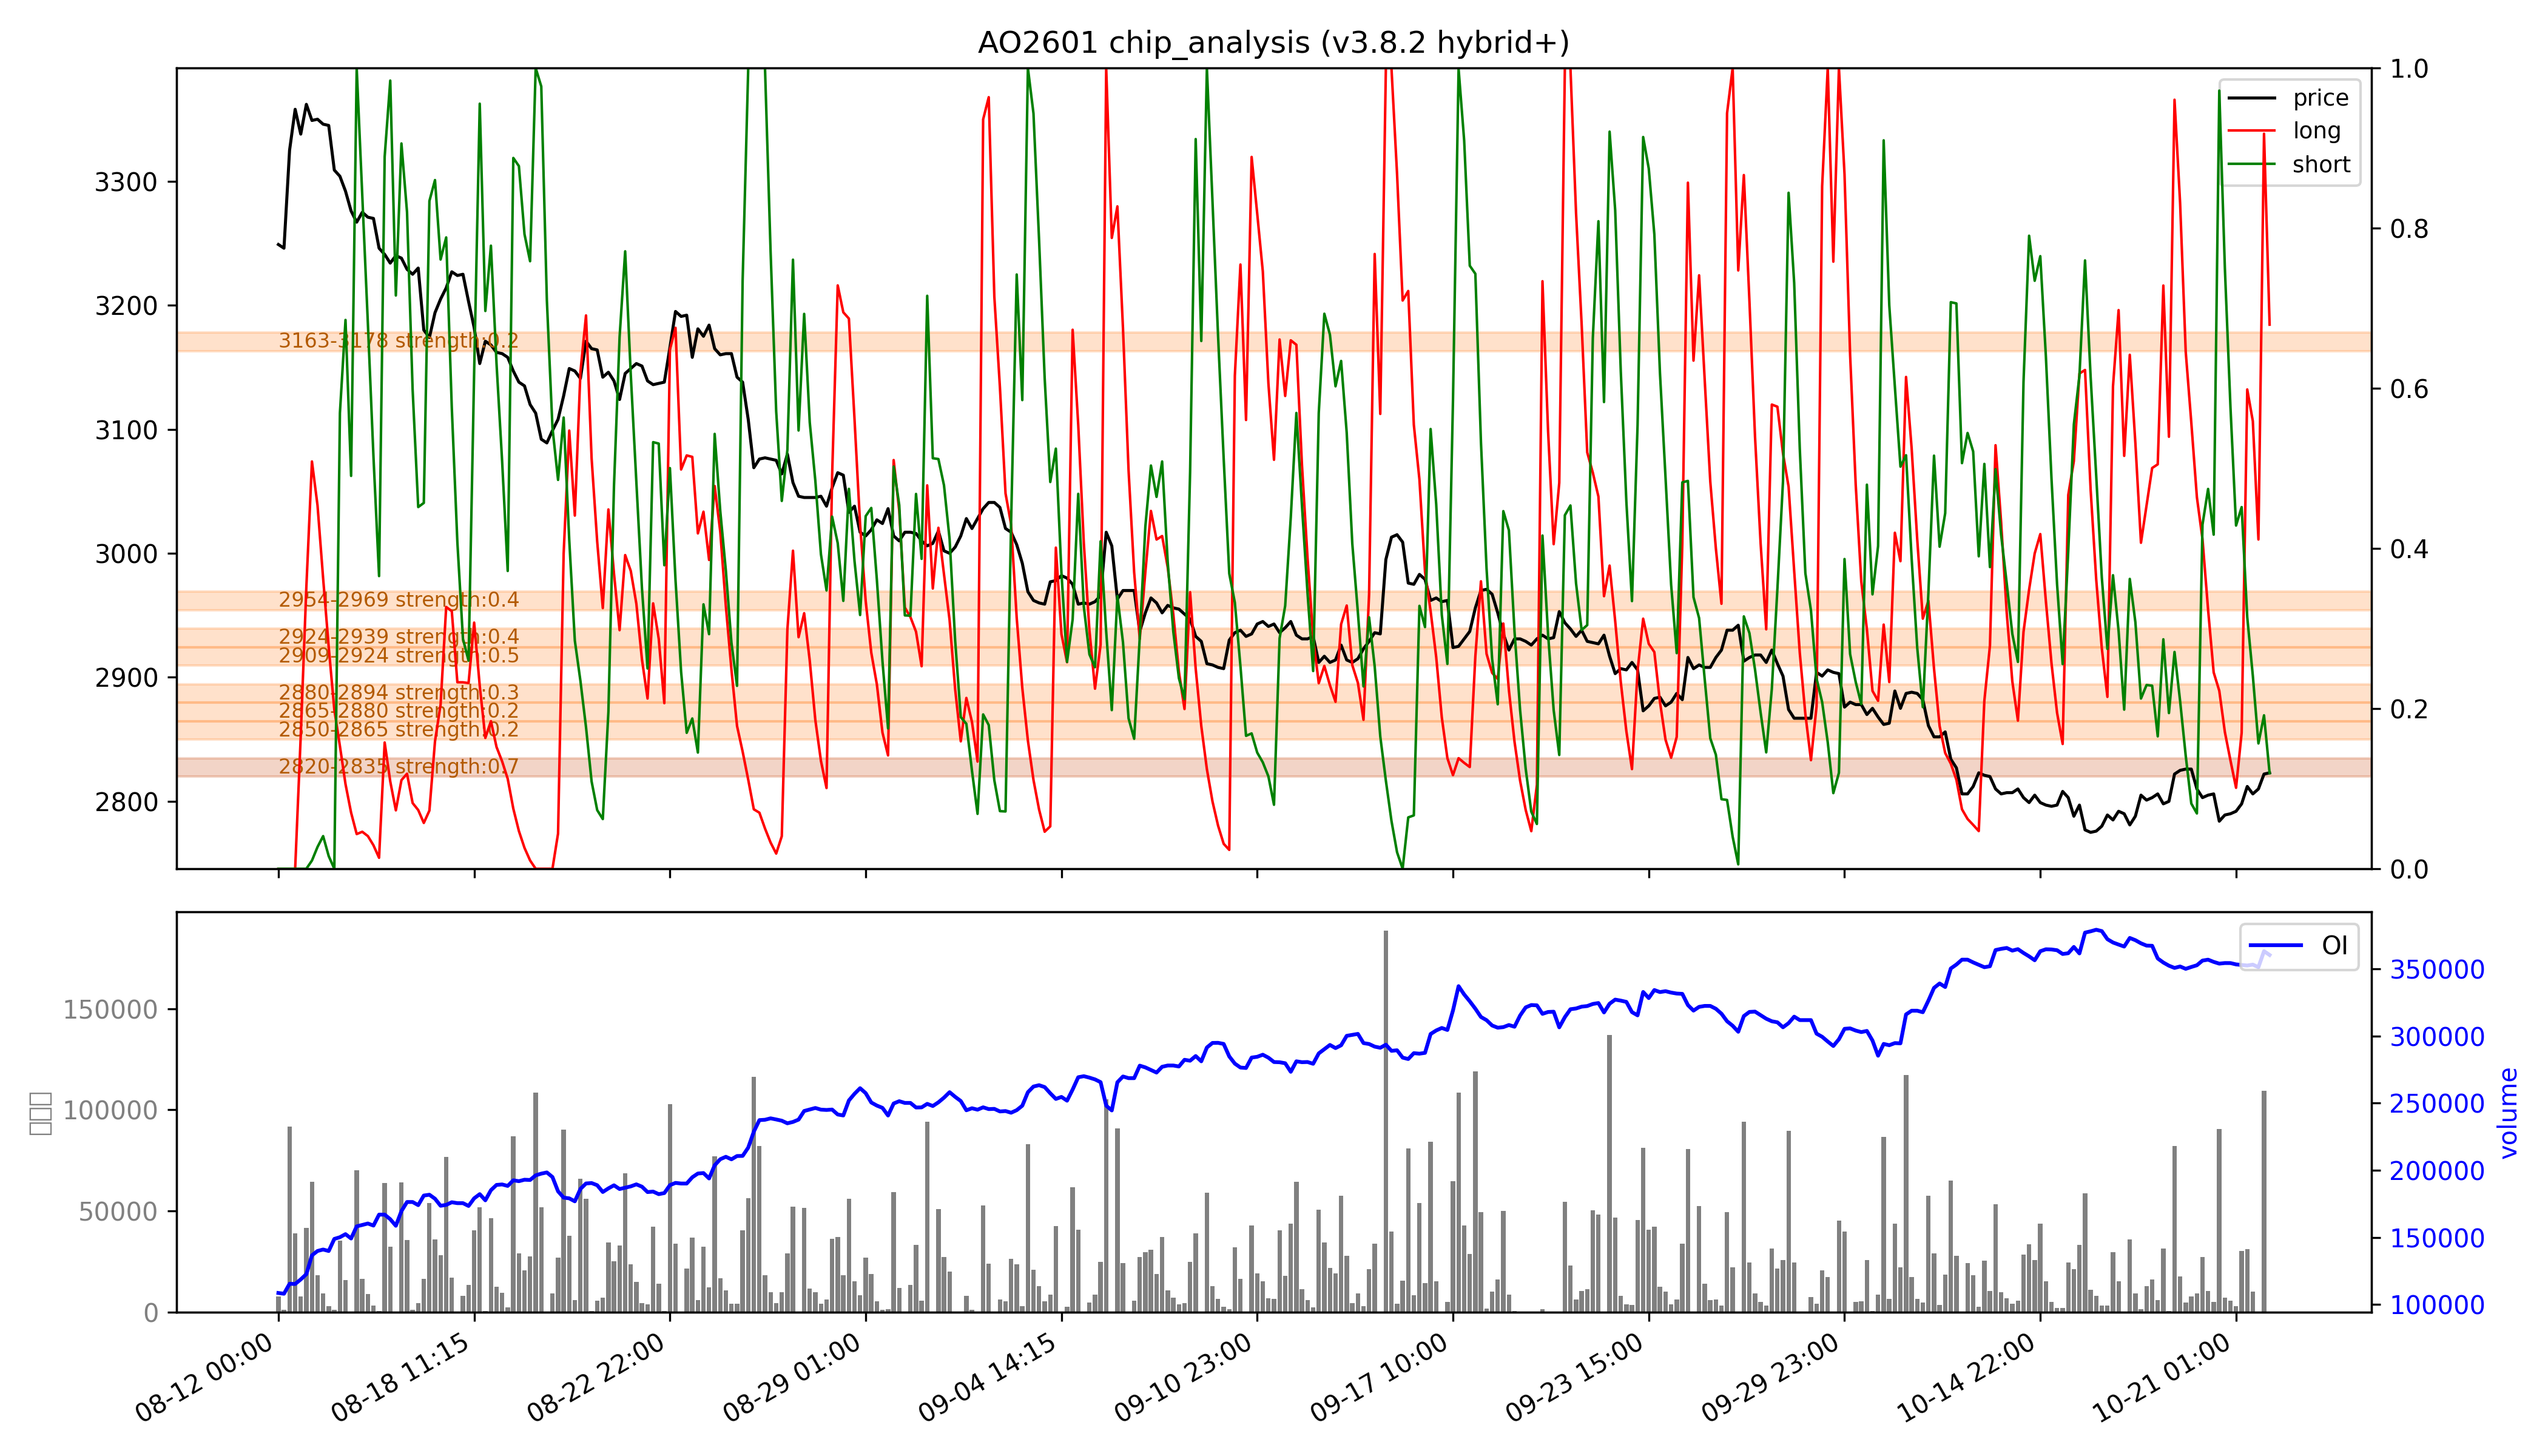 AO2601 chip_analysis (v3.8.2 hybrid+)
price
long
short
3300
3200
3100
3000
2900
2800
1.0
0.8
0.6
0.4
0.2
0.0
3163-3178 strength:0.2
2954-2969 strength:0.4
2924-2939 strength:0.4
2909-2924 strength:0.5
2880-2894 strength:0.3
2865-2880 strength:0.2
2850-2865 strength:0.2
2820-2835 strength:0.7
OI
150000
100000
50000
0
350000
300000
250000
200000
150000
100000
volume
08-12 00:00
08-18 11:15
08-22 22:00
08-29 01:00
09-04 14:15
09-10 23:00
09-17 10:00
09-23 15:00
09-29 23:00
10-14 22:00
10-21 01:00